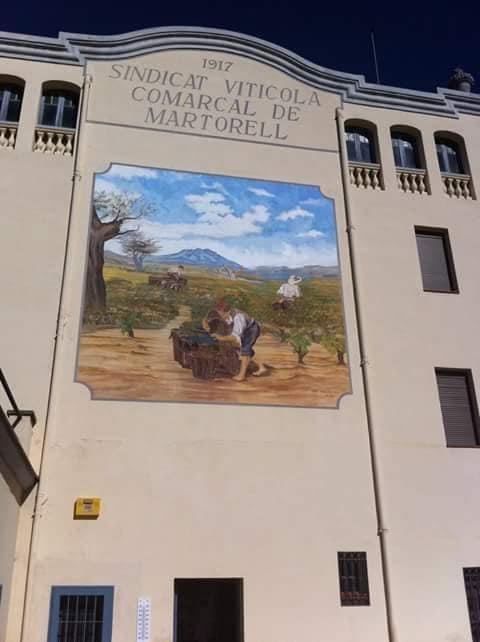 1917
SINDICAT VITICOLA
COMARCAL DE
MARTORELL